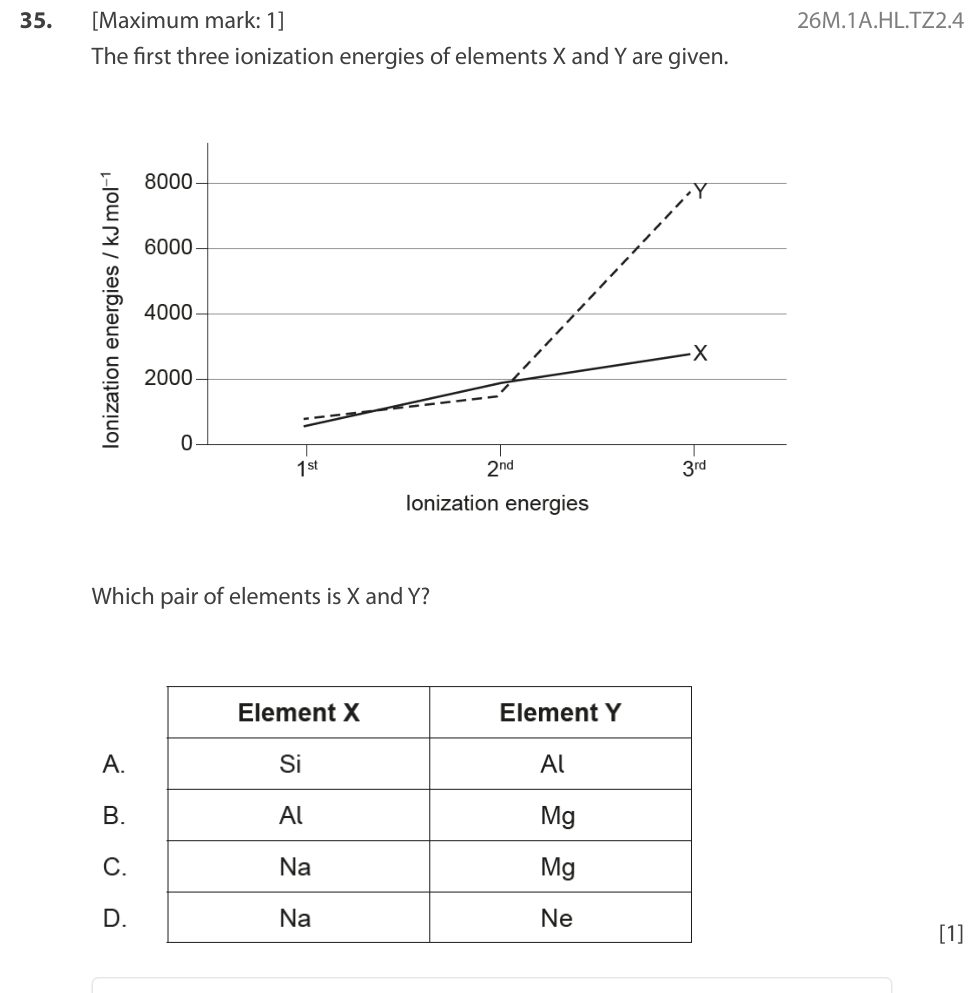 35. [Maximum mark: 1] 26M.1A.HL.TZ2.4
The first three ionization energies of elements X and Y are given.
Ionization energies / kJ mol⁻¹
8000
6000
4000
2000
0
Y
X
1ˢᵗ 2ⁿᵈ 3ʳᵈ
Ionization energies
Which pair of elements is X and Y?
Element X Element Y
A. Si Al
B. Al Mg
C. Na Mg
D. Na Ne
[1]